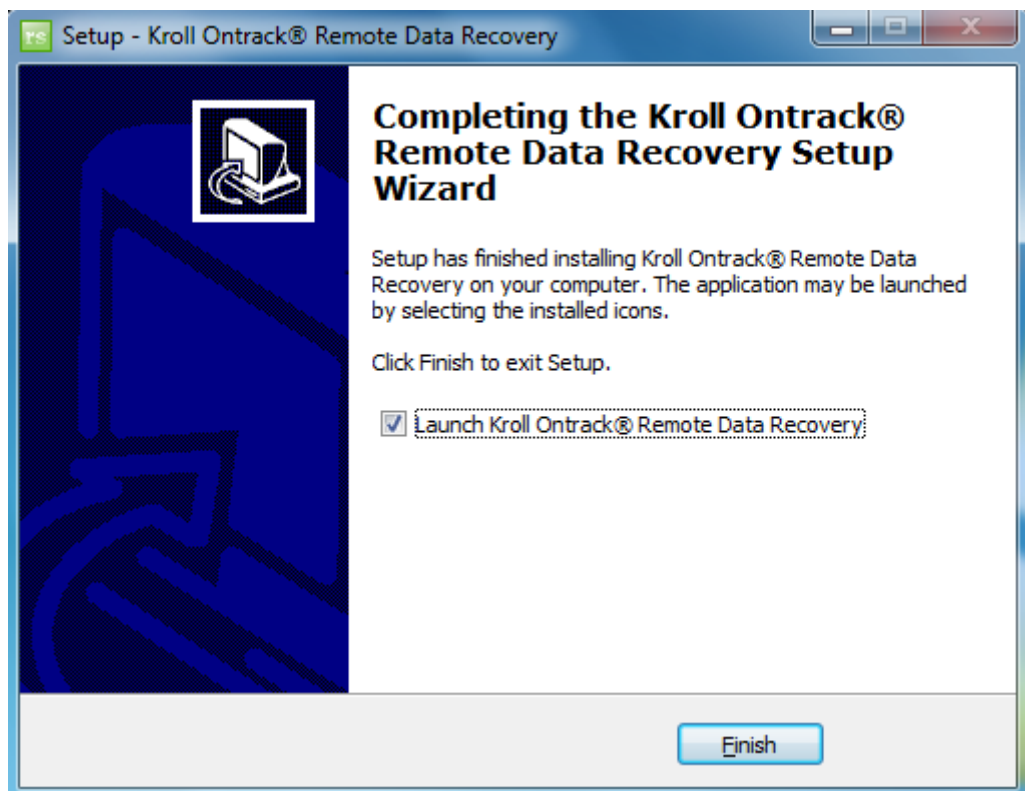 rs Setup - Kroll Ontrack® Remote Data Recovery
Completing the Kroll Ontrack®
Remote Data Recovery Setup
Wizard
Setup has finished installing Kroll Ontrack® Remote Data
Recovery on your computer. The application may be launched
by selecting the installed icons.
Click Finish to exit Setup.
Launch Kroll Ontrack® Remote Data Recovery
Finish